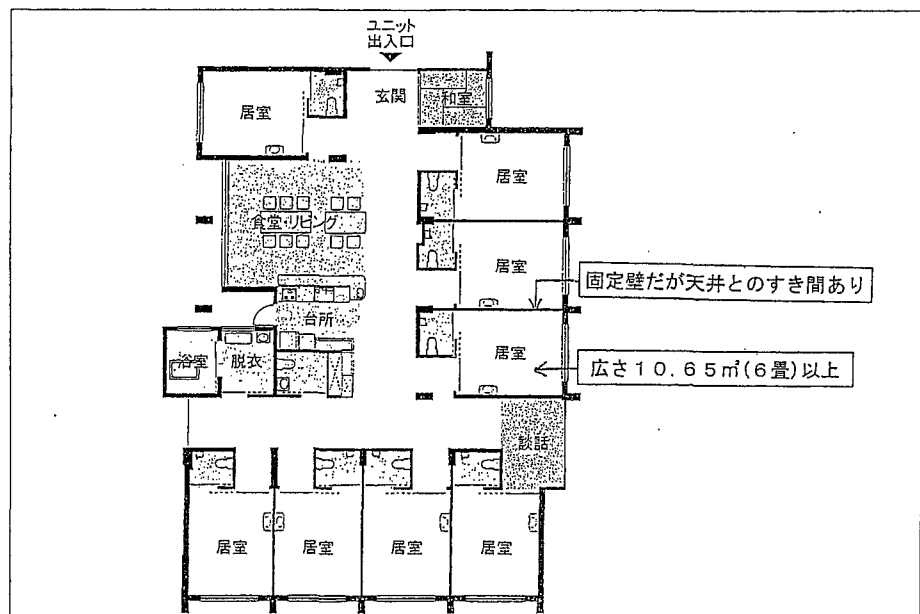 ユニット
出入口
玄関
和室
居室
居室
食堂・リビング
居室
固定壁だが天井とのすき間あり
台所
浴室
脱衣
居室
広さ10.65㎡(6畳)以上
談話
居室
居室
居室
居室